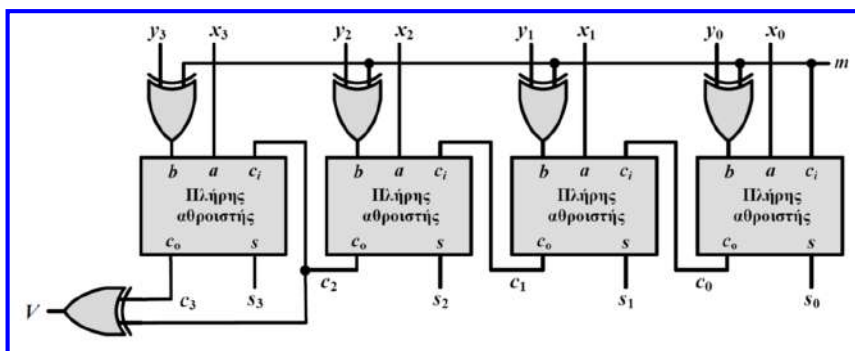 y3 x3 y2 x2 y1 x1 y0 x0
m
b a ci b a ci b a ci b a ci
Πλήρης Πλήρης Πλήρης Πλήρης
αθροιστής αθροιστής αθροιστής αθροιστής
co s co s co s co s
c3 s3 c2 s2 c1 s1 c0 s0
V